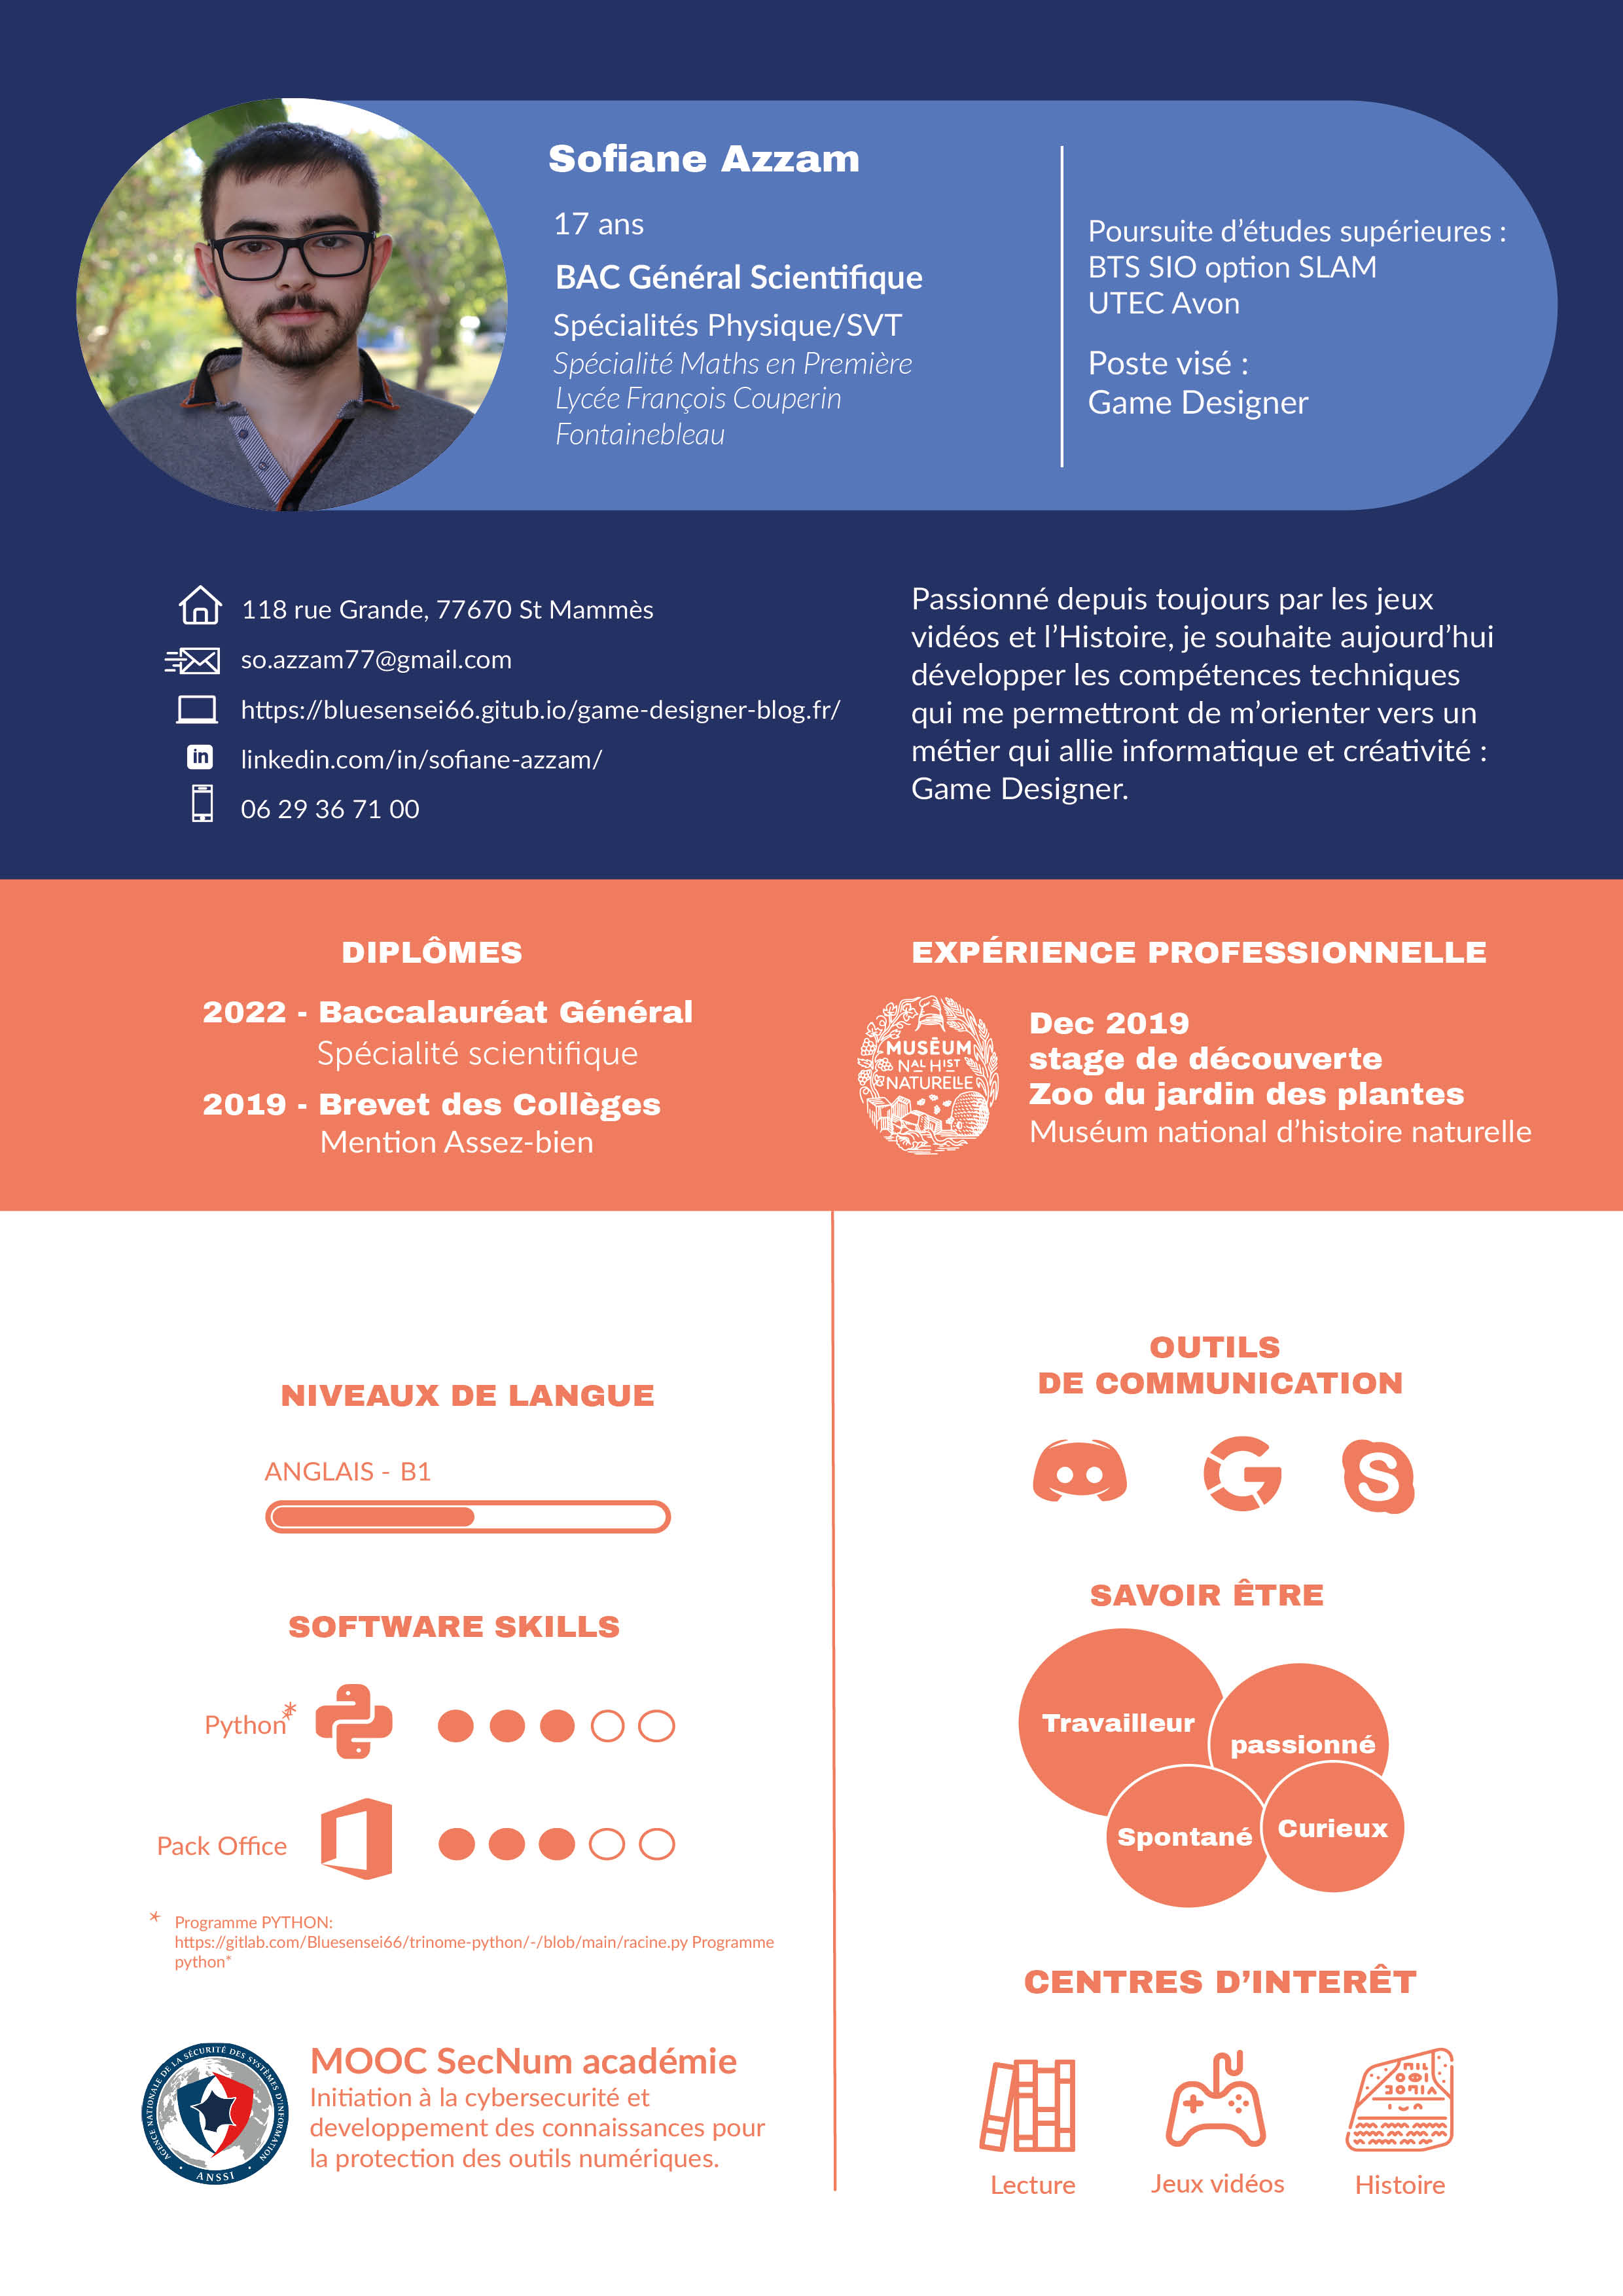 Sofiane Azzam
17 ans
BAC Général Scientifique
Spécialités Physique/SVT
Spécialité Maths en Première
Lycée François Couperin
Fontainebleau
Poursuite d’études supérieures :
BTS SIO option SLAM
UTEC Avon
Poste visé :
Game Designer
118 rue Grande, 77670 St Mammès
so.azzam77@gmail.com
https://bluesensei66.gitub.io/game-designer-blog.fr/
in
linkedin.com/in/sofiane-azzam/
06 29 36 71 00
Passionné depuis toujours par les jeux
vidéos et l’Histoire, je souhaite aujourd’hui
développer les compétences techniques
qui me permettront de m’orienter vers un
métier qui allie informatique et créativité :
Game Designer.
DIPLÔMES
2022 - Baccalauréat Général
Spécialité scientifique
2019 - Brevet des Collèges
Mention Assez-bien
EXPÉRIENCE PROFESSIONNELLE
MUSĒUM
NAL HIST
NATURELLE
Dec 2019
stage de découverte
Zoo du jardin des plantes
Muséum national d’histoire naturelle
NIVEAUX DE LANGUE
ANGLAIS - B1
SOFTWARE SKILLS
Python*
Pack Office
* Programme PYTHON:
https://gitlab.com/Bluesensei66/trinome-python/-/blob/main/racine.py Programme
python*
AGENCE NATIONALE DE LA SÉCURITÉ DES SYSTÈMES D'INFORMATION
ANSSI
MOOC SecNum académie
Initiation à la cybersecurité et
developpement des connaissances pour
la protection des outils numériques.
OUTILS
DE COMMUNICATION
G
S
SAVOIR ÊTRE
Travailleur
passionné
Spontané
Curieux
CENTRES D’INTERÊT
Lecture
Jeux vidéos
Histoire